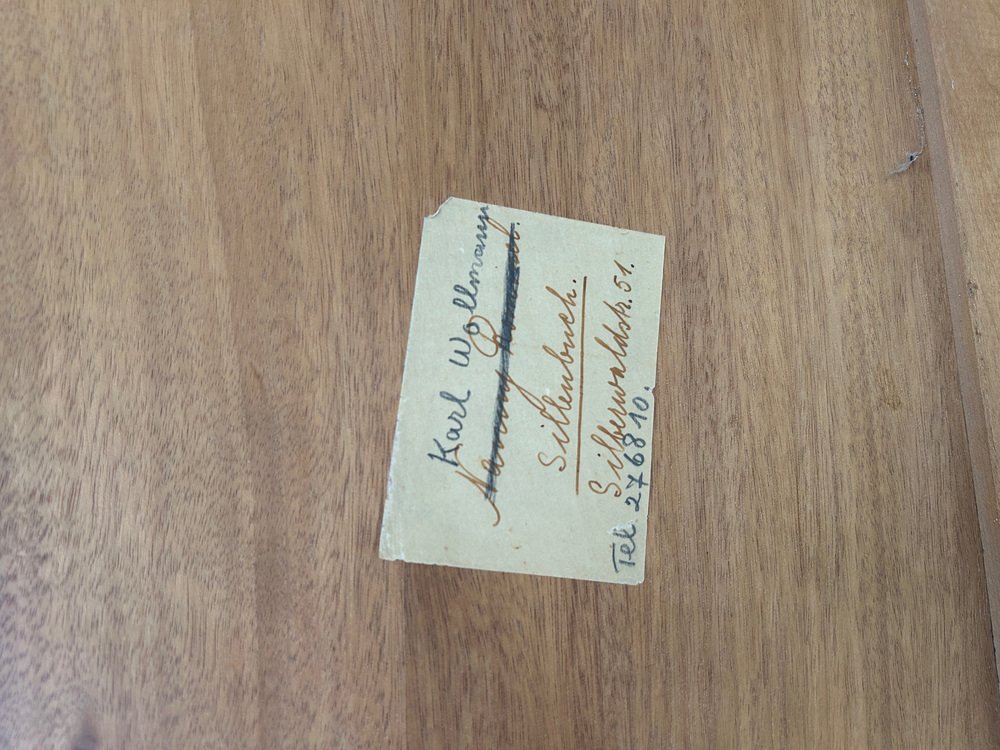 Karl Wollmann
Sillenbuch.
Silberwaldstr. 51.
Tel. 276810.